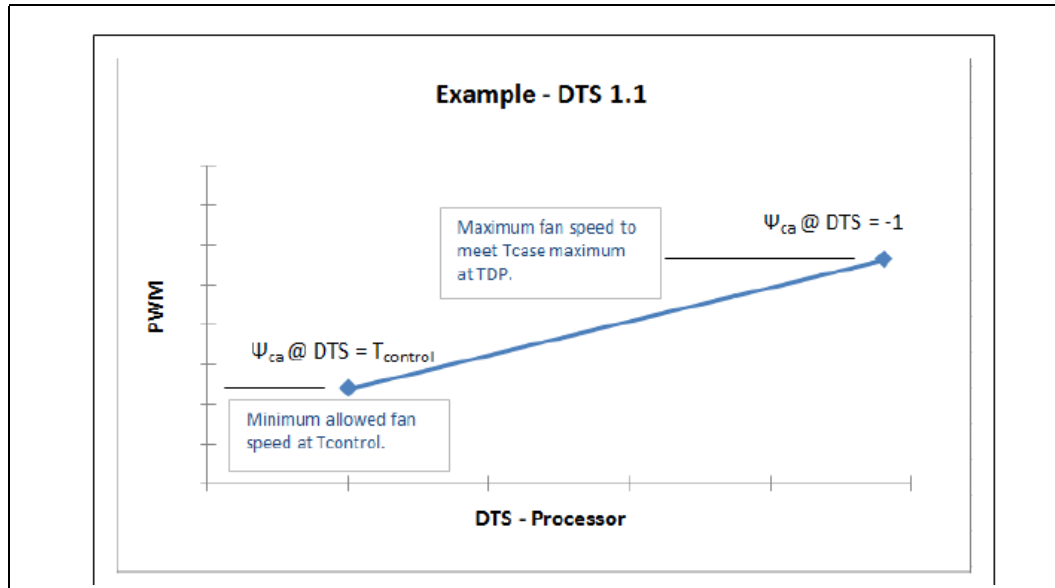 Example - DTS 1.1
Ψca @ DTS = -1
Maximum fan speed to
meet Tcase maximum
at TDP.
PWM
Ψca @ DTS = Tcontrol
Minimum allowed fan
speed at Tcontrol.
DTS - Processor